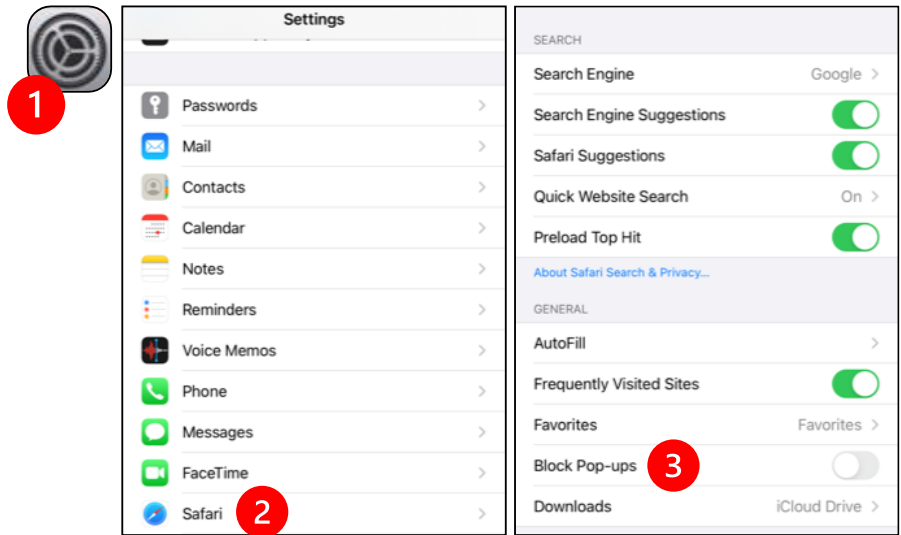 1
Settings
Passwords
Mail
Contacts
Calendar
Notes
Reminders
Voice Memos
Phone
Messages
FaceTime
Safari 2
SEARCH
Search Engine Google
Search Engine Suggestions
Safari Suggestions
Quick Website Search On
Preload Top Hit
About Safari Search & Privacy...
GENERAL
AutoFill
Frequently Visited Sites
Favorites Favorites
Block Pop-ups 3
Downloads iCloud Drive